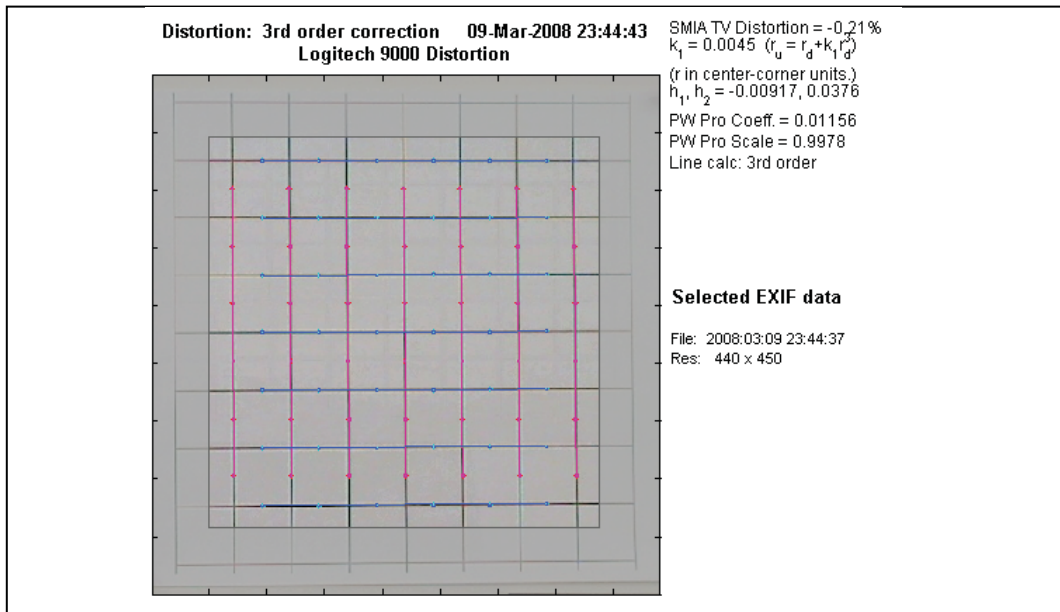 Distortion: 3rd order correction 09-Mar-2008 23:44:43
Logitech 9000 Distortion
SMIA TV Distortion = -0.21%
k₁ = 0.0045 (rᵤ = r_d+k₁r_d³)
(r in center-corner units.)
h₁, h₂ = -0.00917, 0.0376
PW Pro Coeff. = 0.01156
PW Pro Scale = 0.9978
Line calc: 3rd order
Selected EXIF data
File: 2008:03:09 23:44:37
Res: 440 x 450